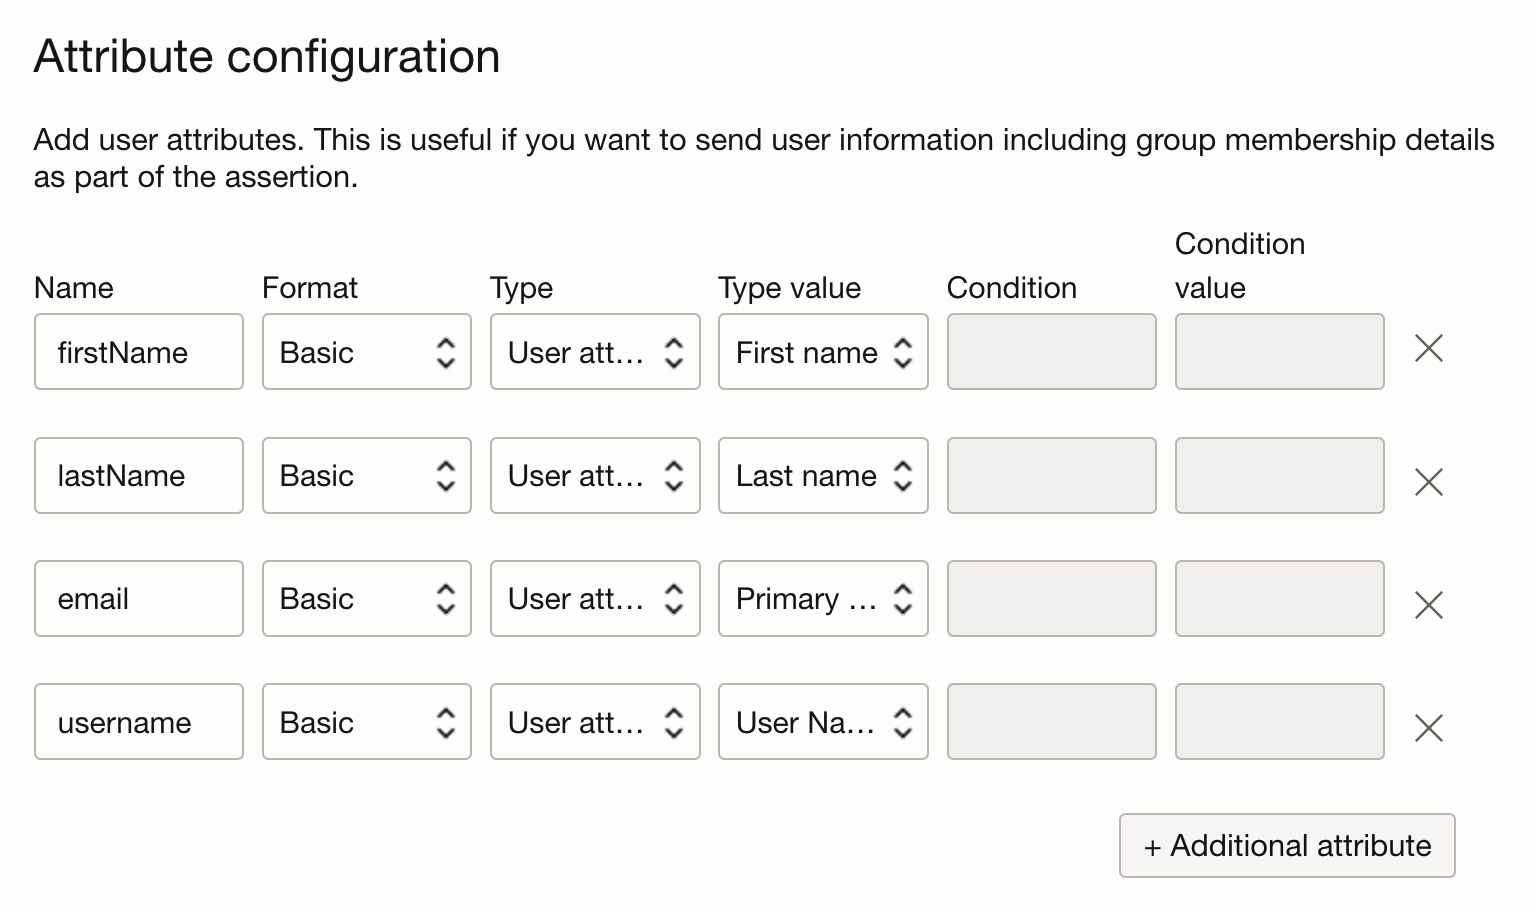 Attribute configuration
Add user attributes. This is useful if you want to send user information including group membership details
as part of the assertion.
Name Format Type Type value Condition Condition value
firstName Basic User att... First name
lastName Basic User att... Last name
email Basic User att... Primary ...
username Basic User att... User Na...
+ Additional attribute